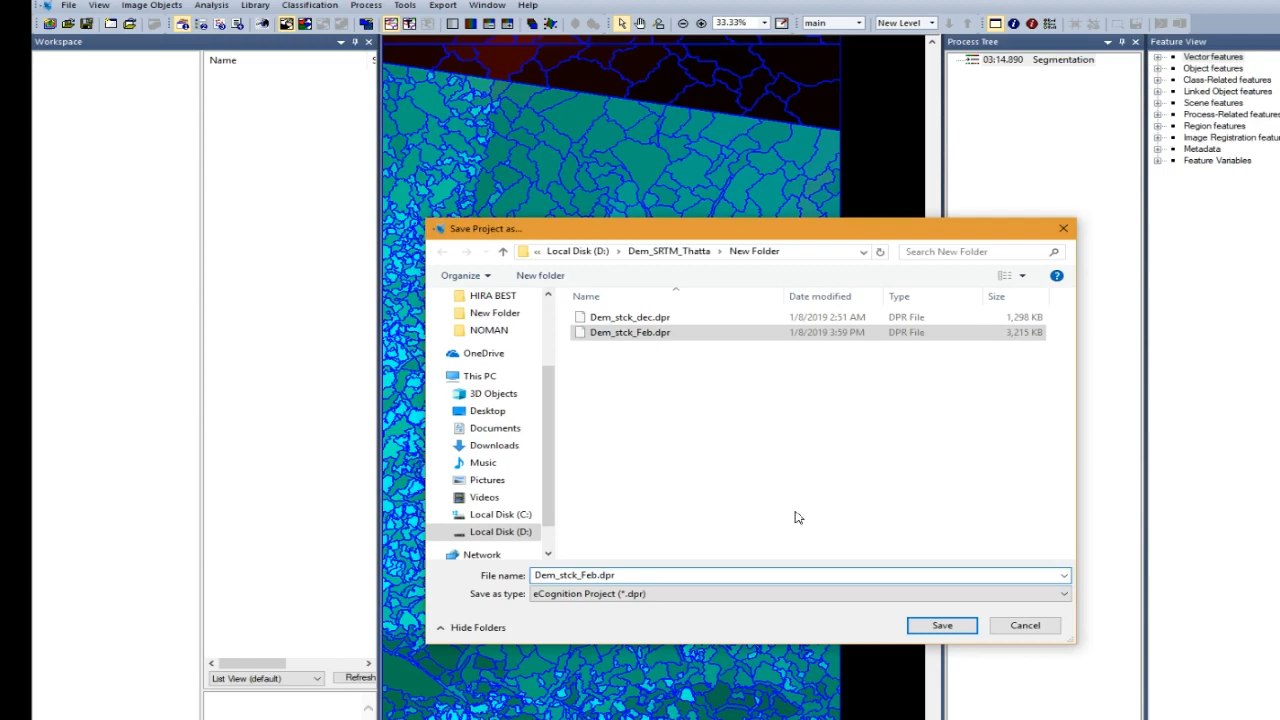 File View Image Objects Analysis Library Classification Process Tools Export Window Help
33.33% main New Level
Workspace
Name
Process Tree
03:14.890 Segmentation
Feature View
Vector features
Object features
Class-Related features
Linked Object features
Scene features
Process-Related features
Region features
Image Registration featu
Metadata
Feature Variables
Save Project as...
« Local Disk (D:) › Dem_SRTM_Thatta › New Folder
Search New Folder
Organize New folder
HIRA BEST
New Folder
NOMAN
OneDrive
This PC
3D Objects
Desktop
Documents
Downloads
Music
Pictures
Videos
Local Disk (C:)
Local Disk (D:)
Network
Name Date modified Type Size
Dem_stck_dec.dpr 1/8/2019 2:51 AM DPR File 1,298 KB
Dem_stck_Feb.dpr 1/8/2019 3:59 PM DPR File 3,215 KB
File name: Dem_stck_Feb.dpr
Save as type: eCognition Project (*.dpr)
Hide Folders
Save Cancel
List View (default) Refresh